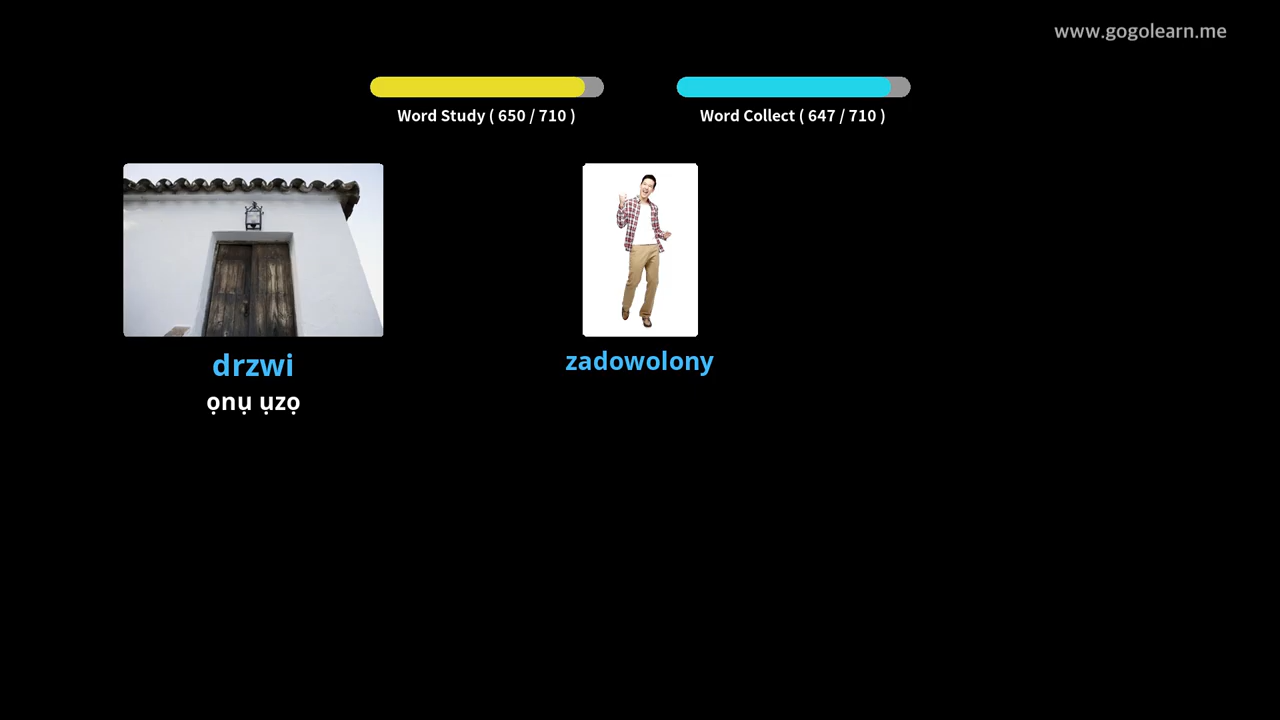 www.gogolearn.me
Word Study ( 650 / 710 )
Word Collect ( 647 / 710 )
drzwi
ọnụ ụzọ
zadowolony